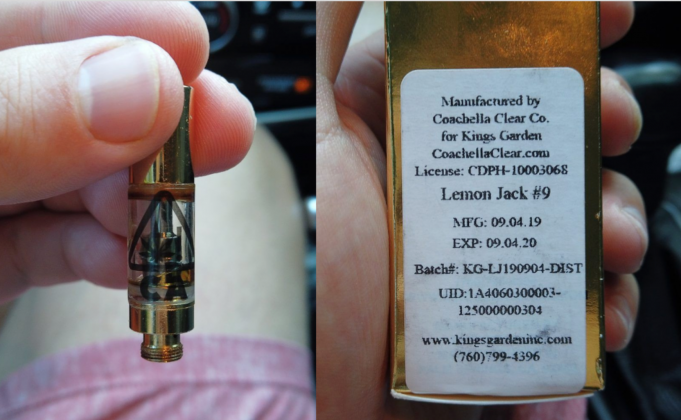 Manufactured by
Coachella Clear Co.
for Kings Garden
CoachellaClear.com
License: CDPH-10003068
Lemon Jack #9
MFG: 09.04.19
EXP: 09.04.20
Batch#: KG-LJ190904-DIST
UID:1A4060300003-
125000000304
www.kingsgardeninc.com
(760)799-4396
CA